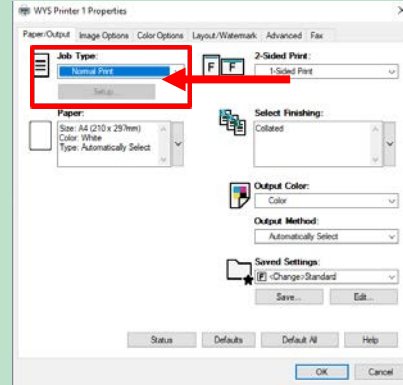 WYS Printer 1 Properties
Paper/Output Image Options Color Options Layout/Watermark Advanced Fax
Job Type:
Normal Print
Setup...
2-Sided Print:
F F
1-Sided Print
Paper:
Size: A4 (210 x 297mm)
Color: White
Type: Automatically Select
Select Finishing:
Collated
Output Color:
Color
Output Method:
Automatically Select
Saved Settings:
F <Change>Standard
Save... Edit...
Status Defaults Default All Help
OK Cancel